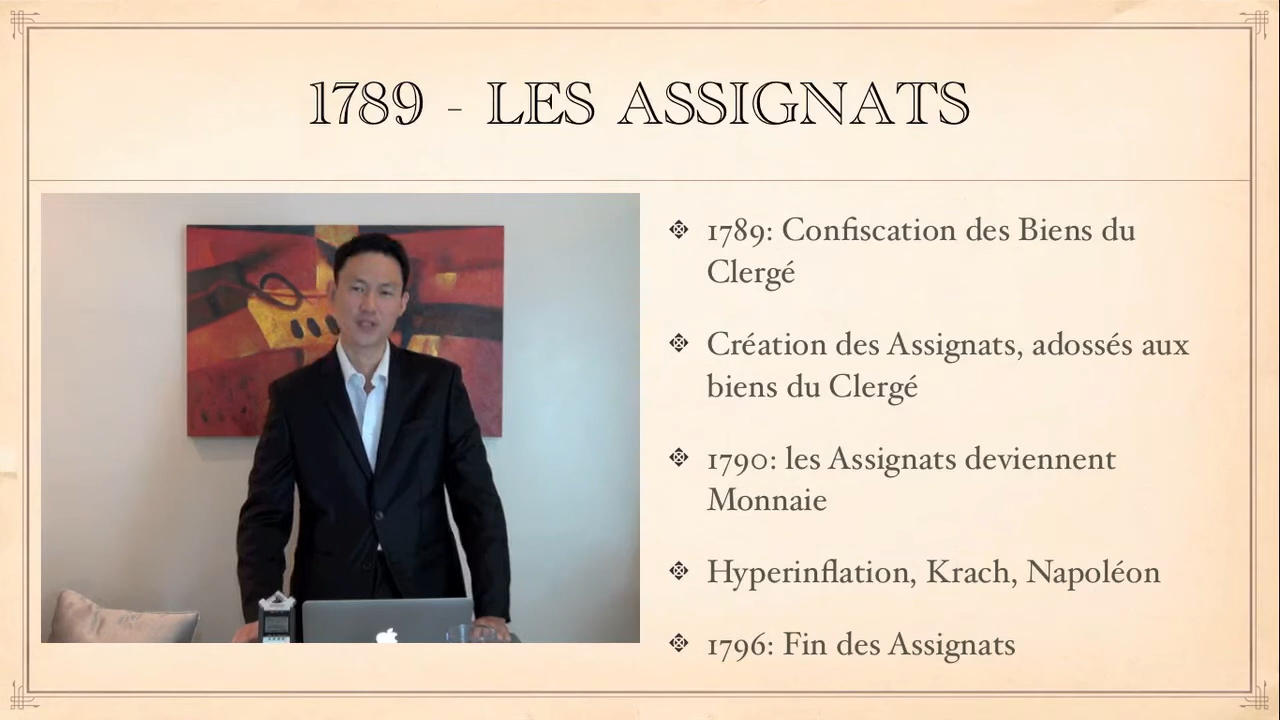 1789 - LES ASSIGNATS
1789: Confiscation des Biens du
Clergé
Création des Assignats, adossés aux
biens du Clergé
1790: les Assignats deviennent
Monnaie
Hyperinflation, Krach, Napoléon
1796: Fin des Assignats